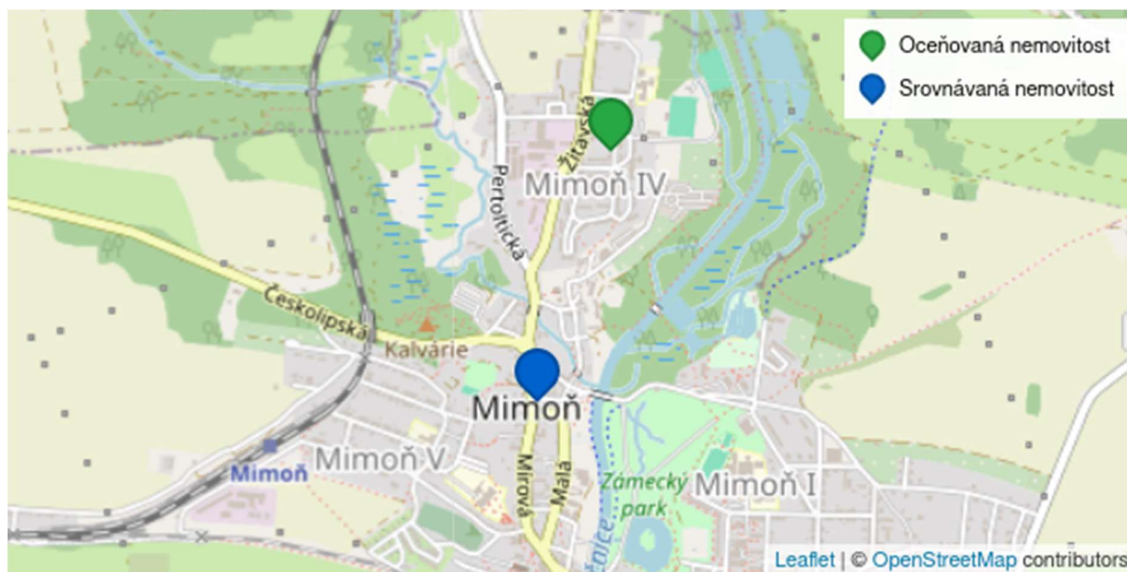 Oceňovaná nemovitost
Srovnávaná nemovitost
Žitavská
Pertoltická
Mimoň IV
Českolipská
Kalvárie
Mimoň
Mimoň V
Mimoň
Mírová
Malá
Zámecký
park
Mimoň I
Leaflet | © OpenStreetMap contributors